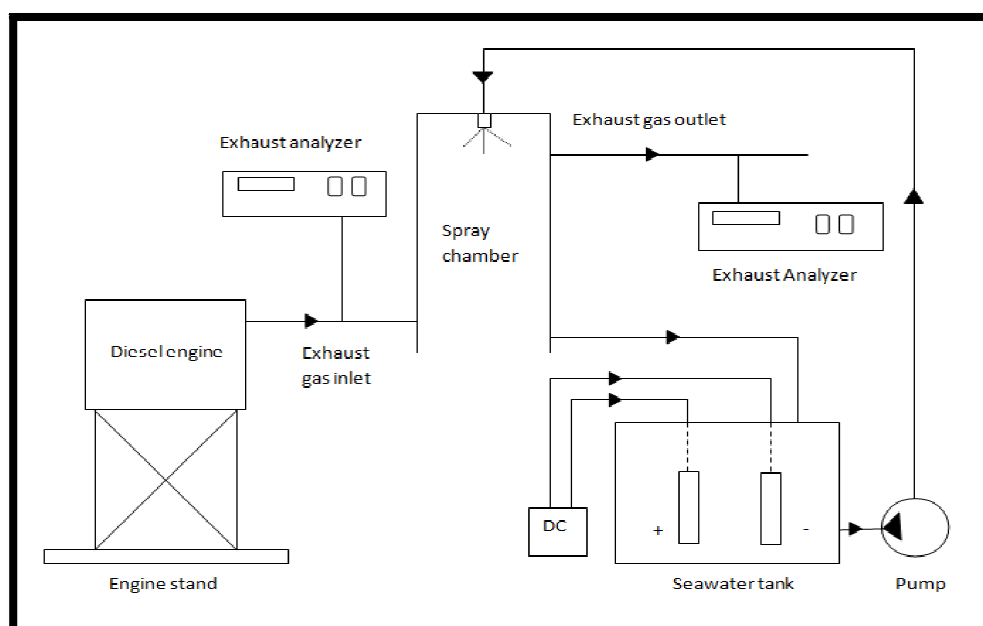 Exhaust gas outlet
Exhaust analyzer
Spray
chamber
Exhaust Analyzer
Diesel engine
Exhaust
gas inlet
DC
+
-
Engine stand
Seawater tank
Pump